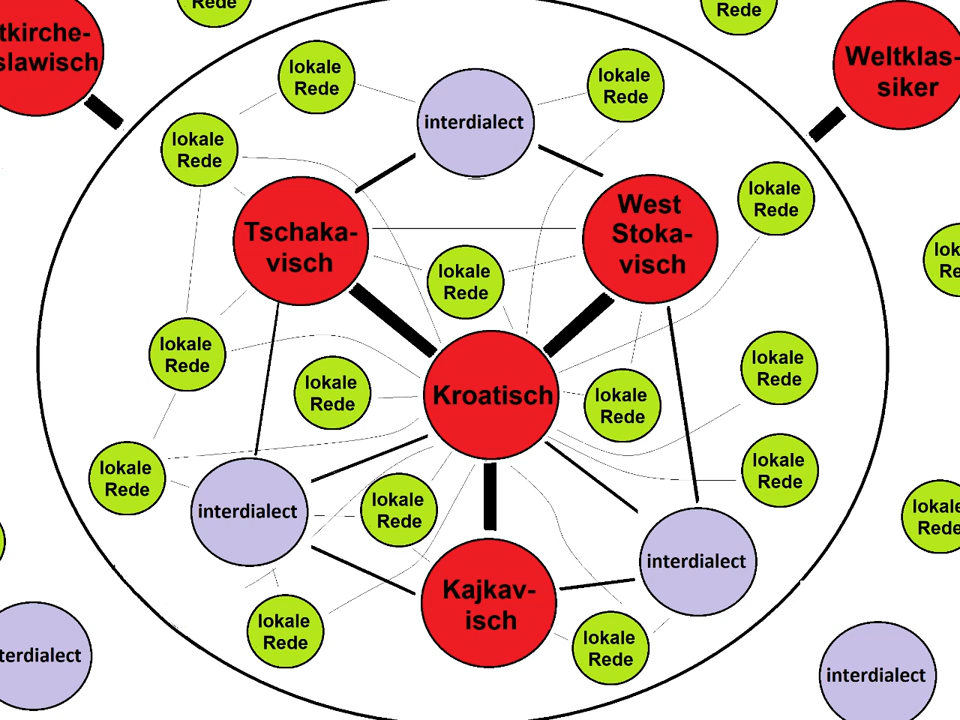 Rede
Rede
tkirche-
slawisch
Weltklas-
siker
lokale
Rede
lokale
Rede
interdialect
lokale
Rede
lokale
Rede
Tschaka-
visch
West
Stoka-
visch
lokale
Rede
lok
Re
lokale
Rede
lokale
Rede
lokale
Rede
Kroatisch
lokale
Rede
lokale
Rede
lokale
Rede
lokale
Rede
interdialect
lokale
Rede
lokale
Rede
interdialect
Kajkav-
isch
lokale
Rede
lokale
Rede
terdialect
interdialect